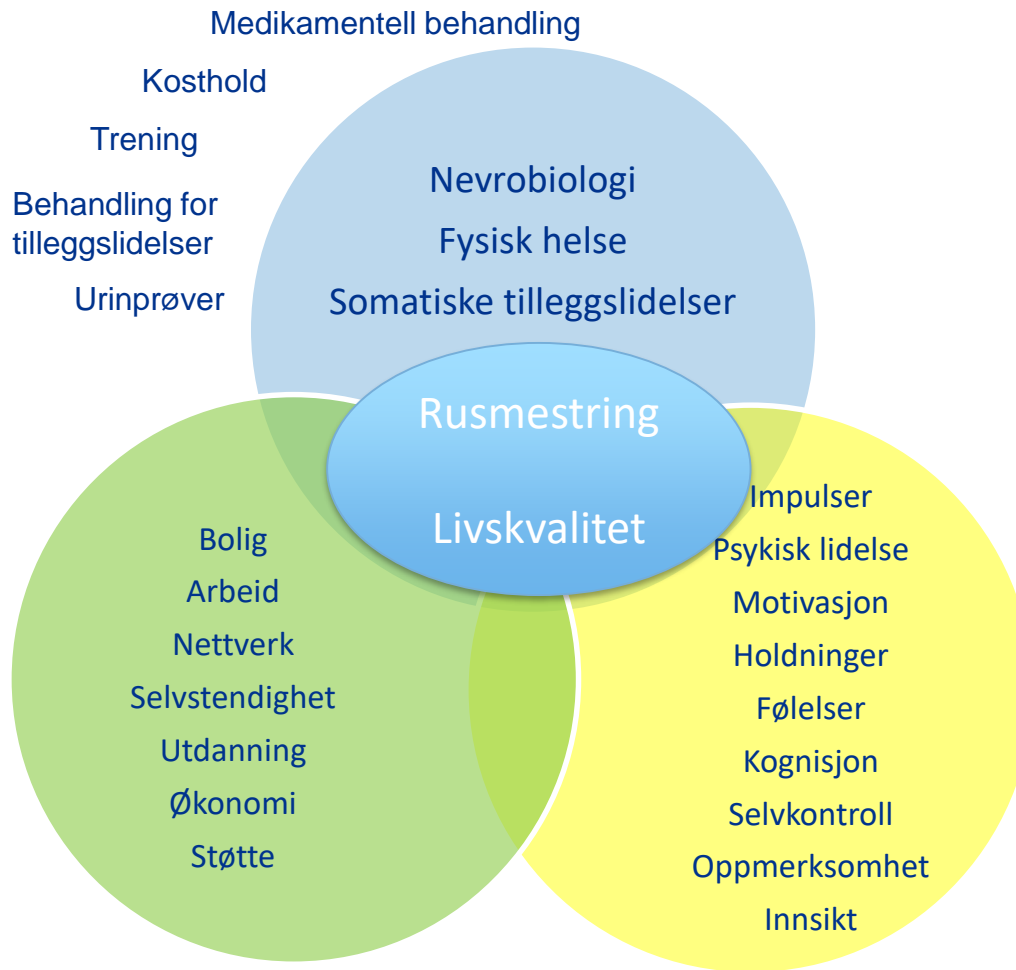 Medikamentell behandling
Kosthold
Trening
Behandling for
tilleggslidelser
Urinprøver
Nevrobiologi
Fysisk helse
Somatiske tilleggslidelser
Rusmestring
Livskvalitet
Bolig
Arbeid
Nettverk
Selvstendighet
Utdanning
Økonomi
Støtte
Impulser
Psykisk lidelse
Motivasjon
Holdninger
Følelser
Kognisjon
Selvkontroll
Oppmerksomhet
Innsikt